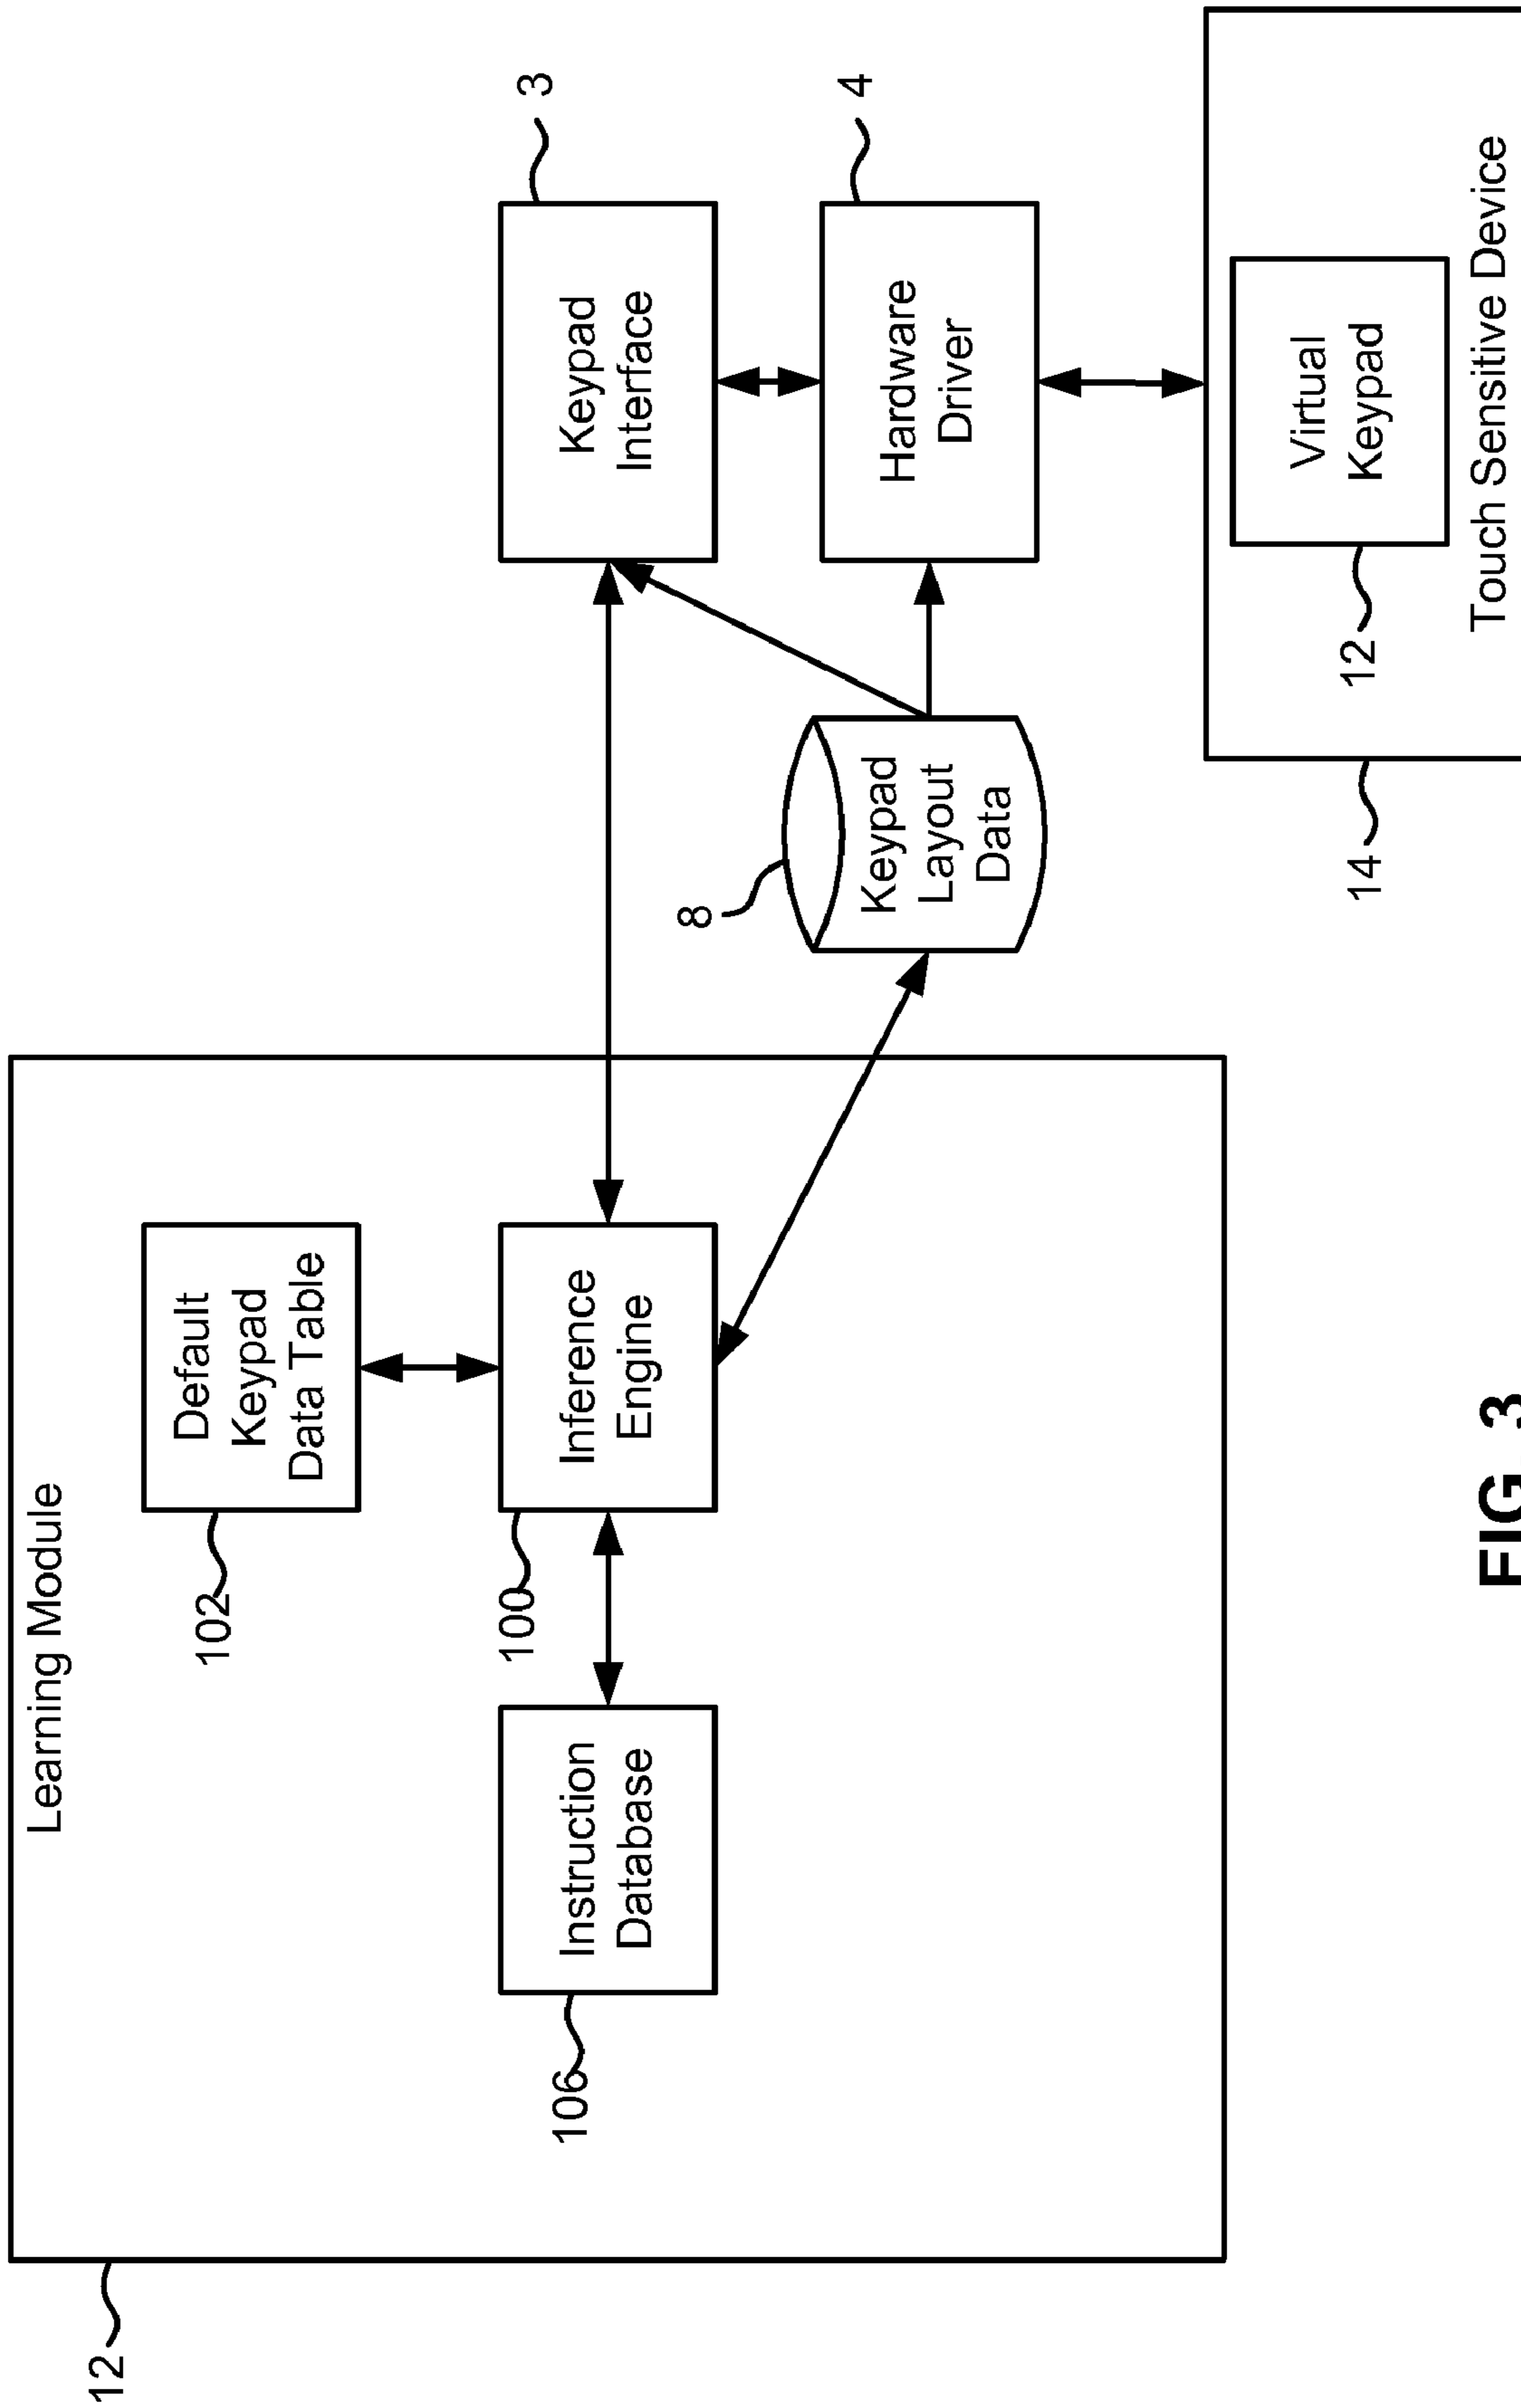 Learning Module
12
Default
Keypad
Data Table
102
Instruction
Database
106
Inference
Engine
100
Keypad
Interface
3
Keypad
Layout
Data
8
Hardware
Driver
4
Virtual
Keypad
12
Touch Sensitive Device
14
FIG. 3